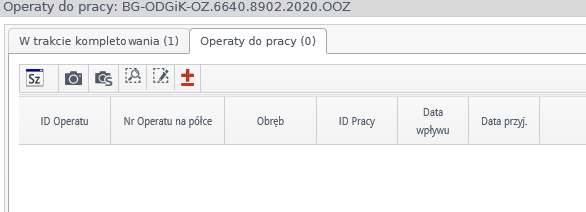 Operaty do pracy: BG-ODGiK-OZ.6640.8902.2020.OOZ
W trakcie kompletowania (1) Operaty do pracy (0)
Sz S
ID Operatu Nr Operatu na półce Obręb ID Pracy Data wpływu Data przyj.